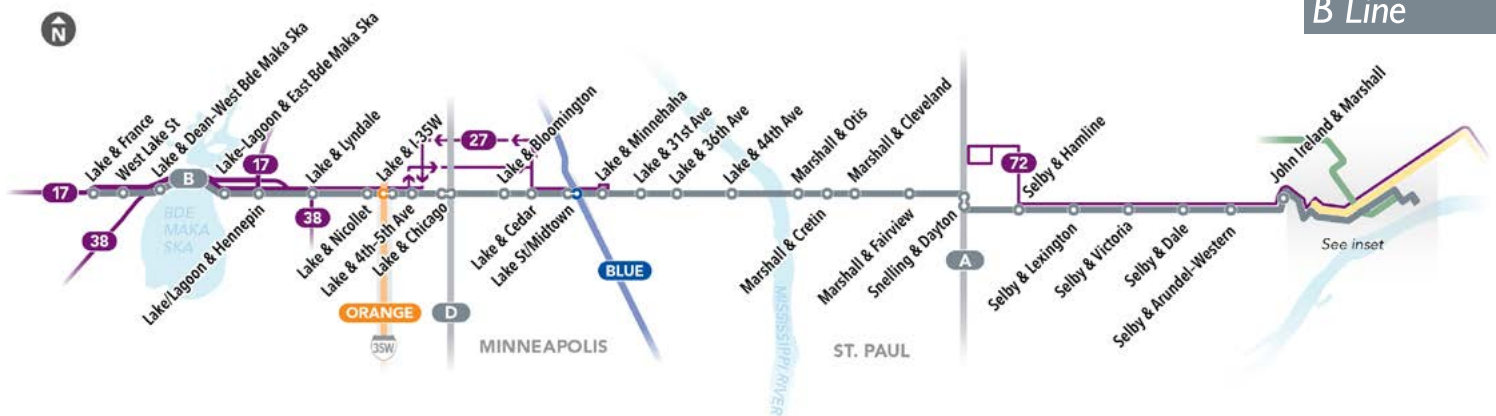 B Line
N
Lake & France
West Lake St
Lake & Dean-West Bde Maka Ska
Lake-Lagoon & East Bde Maka Ska
Lake & Lyndale
Lake & I-35W
Lake & Bloomington
Lake & Minnehaha
Lake & 31st Ave
Lake & 36th Ave
Lake & 44th Ave
Marshall & Otis
Marshall & Cleveland
Selby & Hamline
John Ireland & Marshall
17
38
B
17
38
27
72
BDE
MAKA
SKA
Lake/Lagoon & Hennepin
Lake & Nicollet
Lake & 4th-5th Ave
Lake & Chicago
Lake & Cedar
Lake St/Midtown
Marshall & Cretin
Marshall & Fairview
Snelling & Dayton
Selby & Lexington
Selby & Victoria
Selby & Dale
Selby & Arundel-Western
See inset
BLUE
A
ORANGE
D
35W
MINNEAPOLIS
ST. PAUL
MISSISSIPPI RIVER